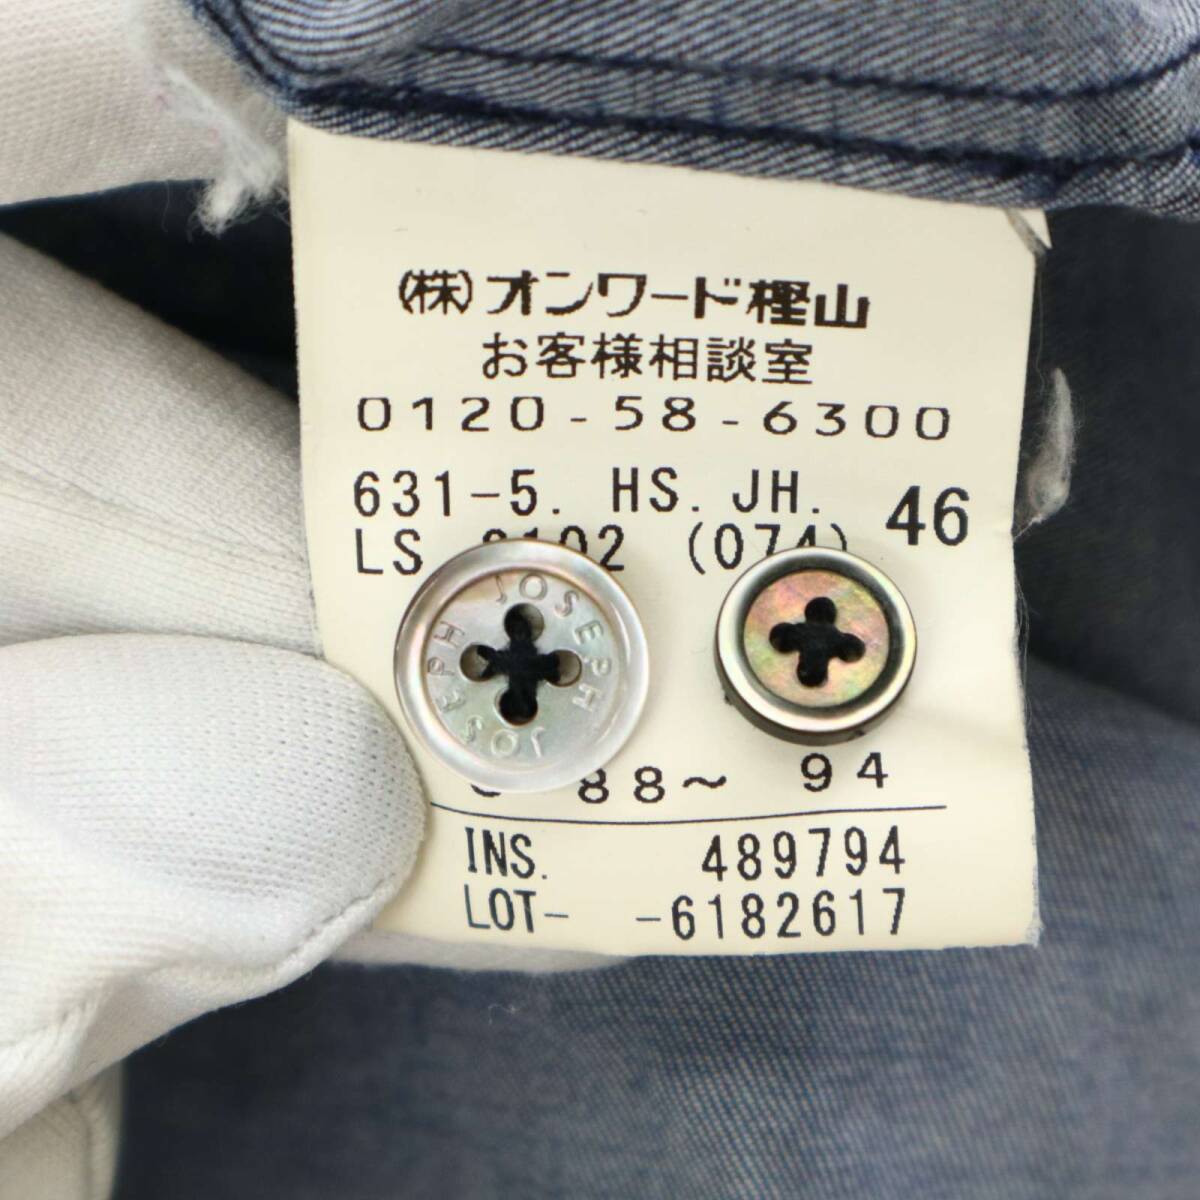 (株)オンワード樫山
お客様相談室
0120-58-6300
631-5. HS. JH. 46
LS (074)
JOSEPH JOSEPH
88～ 94
INS. 489794
LOT- -6182617